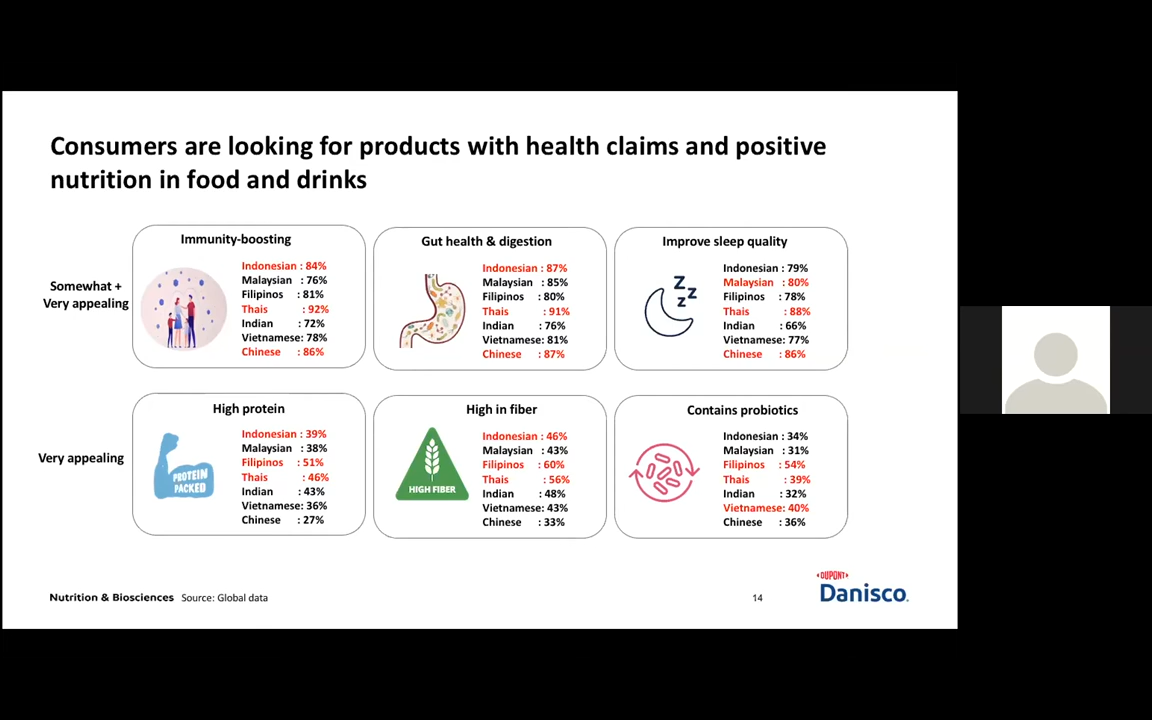 Consumers are looking for products with health claims and positive
nutrition in food and drinks
Somewhat +
Very appealing
Immunity-boosting
Indonesian : 84%
Malaysian : 76%
Filipinos : 81%
Thais : 92%
Indian : 72%
Vietnamese: 78%
Chinese : 86%
Gut health & digestion
Indonesian : 87%
Malaysian : 85%
Filipinos : 80%
Thais : 91%
Indian : 76%
Vietnamese: 81%
Chinese : 87%
Improve sleep quality
Z Z
Z
Indonesian : 79%
Malaysian : 80%
Filipinos : 78%
Thais : 88%
Indian : 66%
Vietnamese: 77%
Chinese : 86%
Very appealing
High protein
PROTEIN
PACKED
Indonesian : 39%
Malaysian : 38%
Filipinos : 51%
Thais : 46%
Indian : 43%
Vietnamese: 36%
Chinese : 27%
High in fiber
HIGH FIBER
Indonesian : 46%
Malaysian : 43%
Filipinos : 60%
Thais : 56%
Indian : 48%
Vietnamese: 43%
Chinese : 33%
Contains probiotics
Indonesian : 34%
Malaysian : 31%
Filipinos : 54%
Thais : 39%
Indian : 32%
Vietnamese: 40%
Chinese : 36%
Nutrition & Biosciences Source: Global data
14
DUPONT
Danisco.